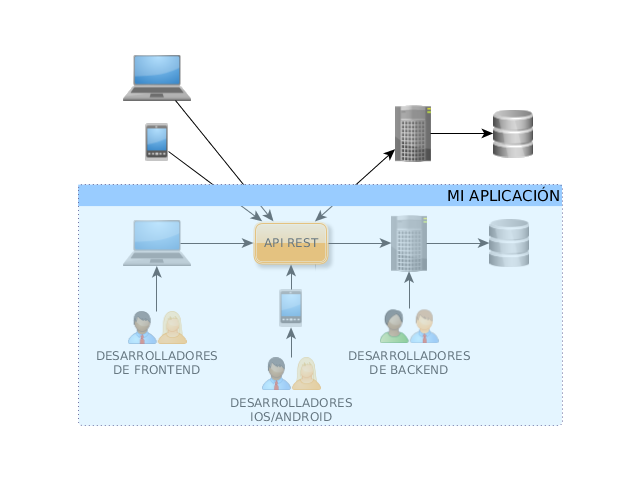 MI APLICACIÓN
API REST
DESARROLLADORES
DE FRONTEND
DESARROLLADORES
DE BACKEND
DESARROLLADORES
IOS/ANDROID